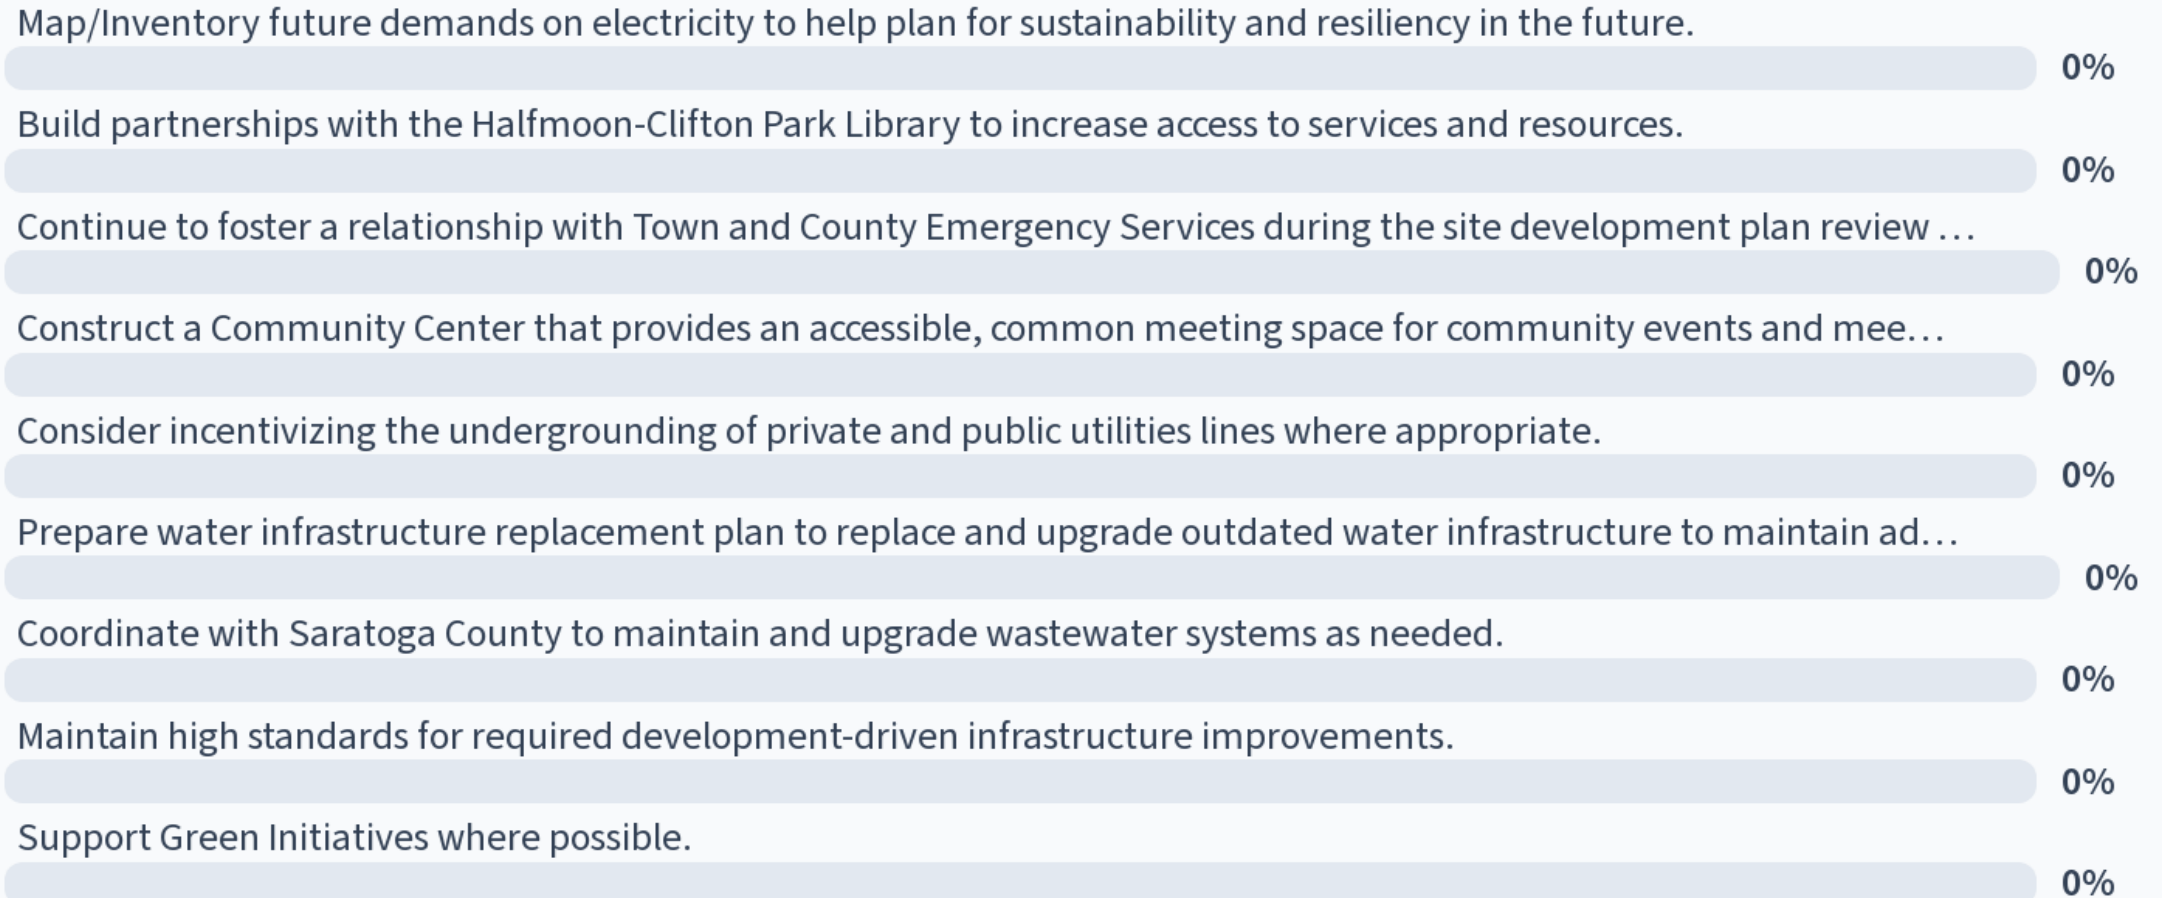 Map/Inventory future demands on electricity to help plan for sustainability and resiliency in the future.
0%
Build partnerships with the Halfmoon-Clifton Park Library to increase access to services and resources.
0%
Continue to foster a relationship with Town and County Emergency Services during the site development plan review …
0%
Construct a Community Center that provides an accessible, common meeting space for community events and mee…
0%
Consider incentivizing the undergrounding of private and public utilities lines where appropriate.
0%
Prepare water infrastructure replacement plan to replace and upgrade outdated water infrastructure to maintain ad…
0%
Coordinate with Saratoga County to maintain and upgrade wastewater systems as needed.
0%
Maintain high standards for required development-driven infrastructure improvements.
0%
Support Green Initiatives where possible.
0%